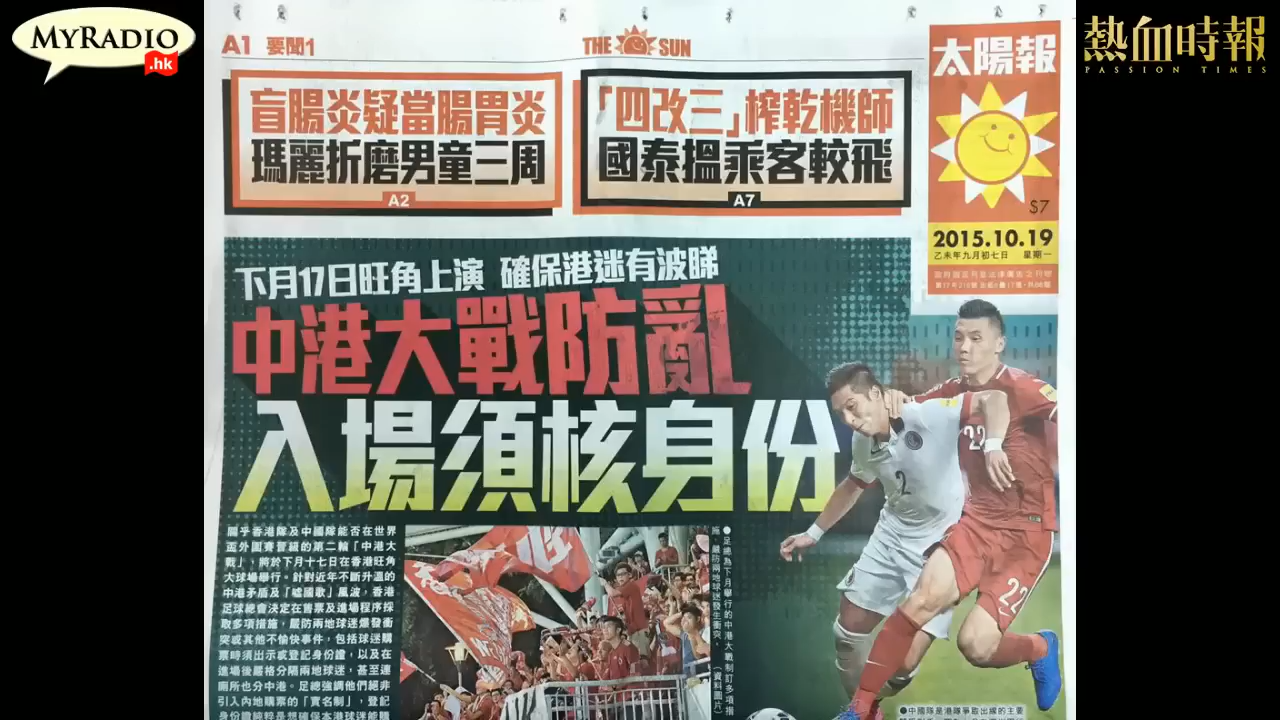 MYRADIO
.hk
熱血時報
PASSION TIMES
A1 要聞1
THE SUN
太陽報
$7
2015.10.19
乙未年九月初七日 星期一
盲腸炎疑當腸胃炎
瑪麗折磨男童三周
A2
「四改三」榨乾機師
國泰搵乘客較飛
A7
下月17日旺角上演 確保港迷有波睇
中港大戰防亂
入場須核身份
關乎香港隊及中國隊能否在世界
盃外圍賽晉級的第二輪「中港大
戰」，將於下月十七日在香港旺角
大球場舉行。針對近年不斷升溫的
中港矛盾及「噓國歌」風波，香港
足球總會決定在售票及進場程序採
取多項措施，嚴防兩地球迷爆發衝
突或其他不愉快事件，包括球迷購
票時須出示或登記身份證，以及在
進場後嚴格分隔兩地球迷，甚至連
廁所也分中港。足總強調他們絕非
引入內地購票的「實名制」，登記
●足總為下月舉行的中港大戰制訂多項措
施，嚴防兩地球迷發生衝突。（資料圖片）
2
22
22
●中國隊是港隊爭取出線的主要